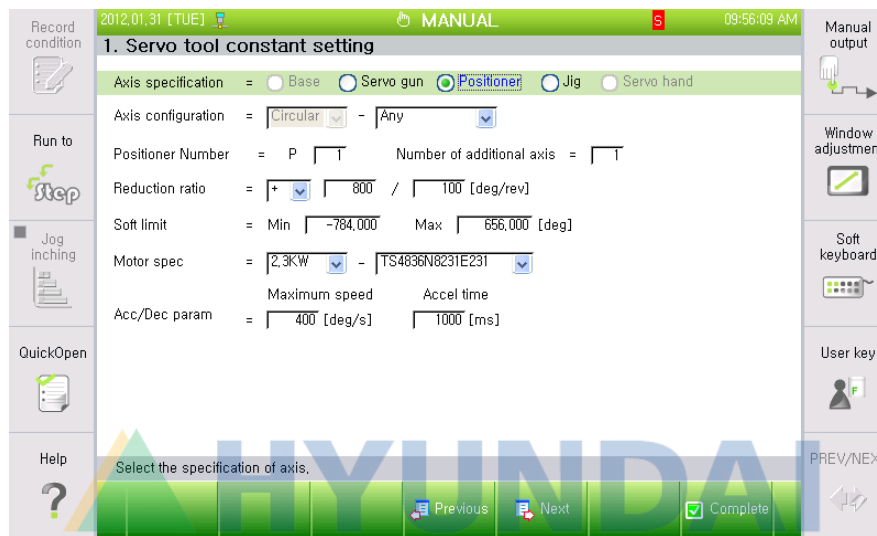 2012,01,31 [TUE] MANUAL S 09:56:09 AM
1. Servo tool constant setting
Record
condition
Run to
Step
Jog
inching
QuickOpen
Help
?
Axis specification = Base Servo gun Positioner Jig Servo hand
Axis configuration = Circular - Any
Positioner Number = P 1 Number of additional axis = 1
Reduction ratio = + 800 / 100 [deg/rev]
Soft limit = Min -784,000 Max 656,000 [deg]
Motor spec = 2,3KW - TS4836N8231E231
Maximum speed Accel time
Acc/Dec param = 400 [deg/s] 1000 [ms]
Select the specification of axis,
HYUNDAI
Previous Next Complete
Manual
output
Window
adjustmen
Soft
keyboard
User key
F
PREV/NEX